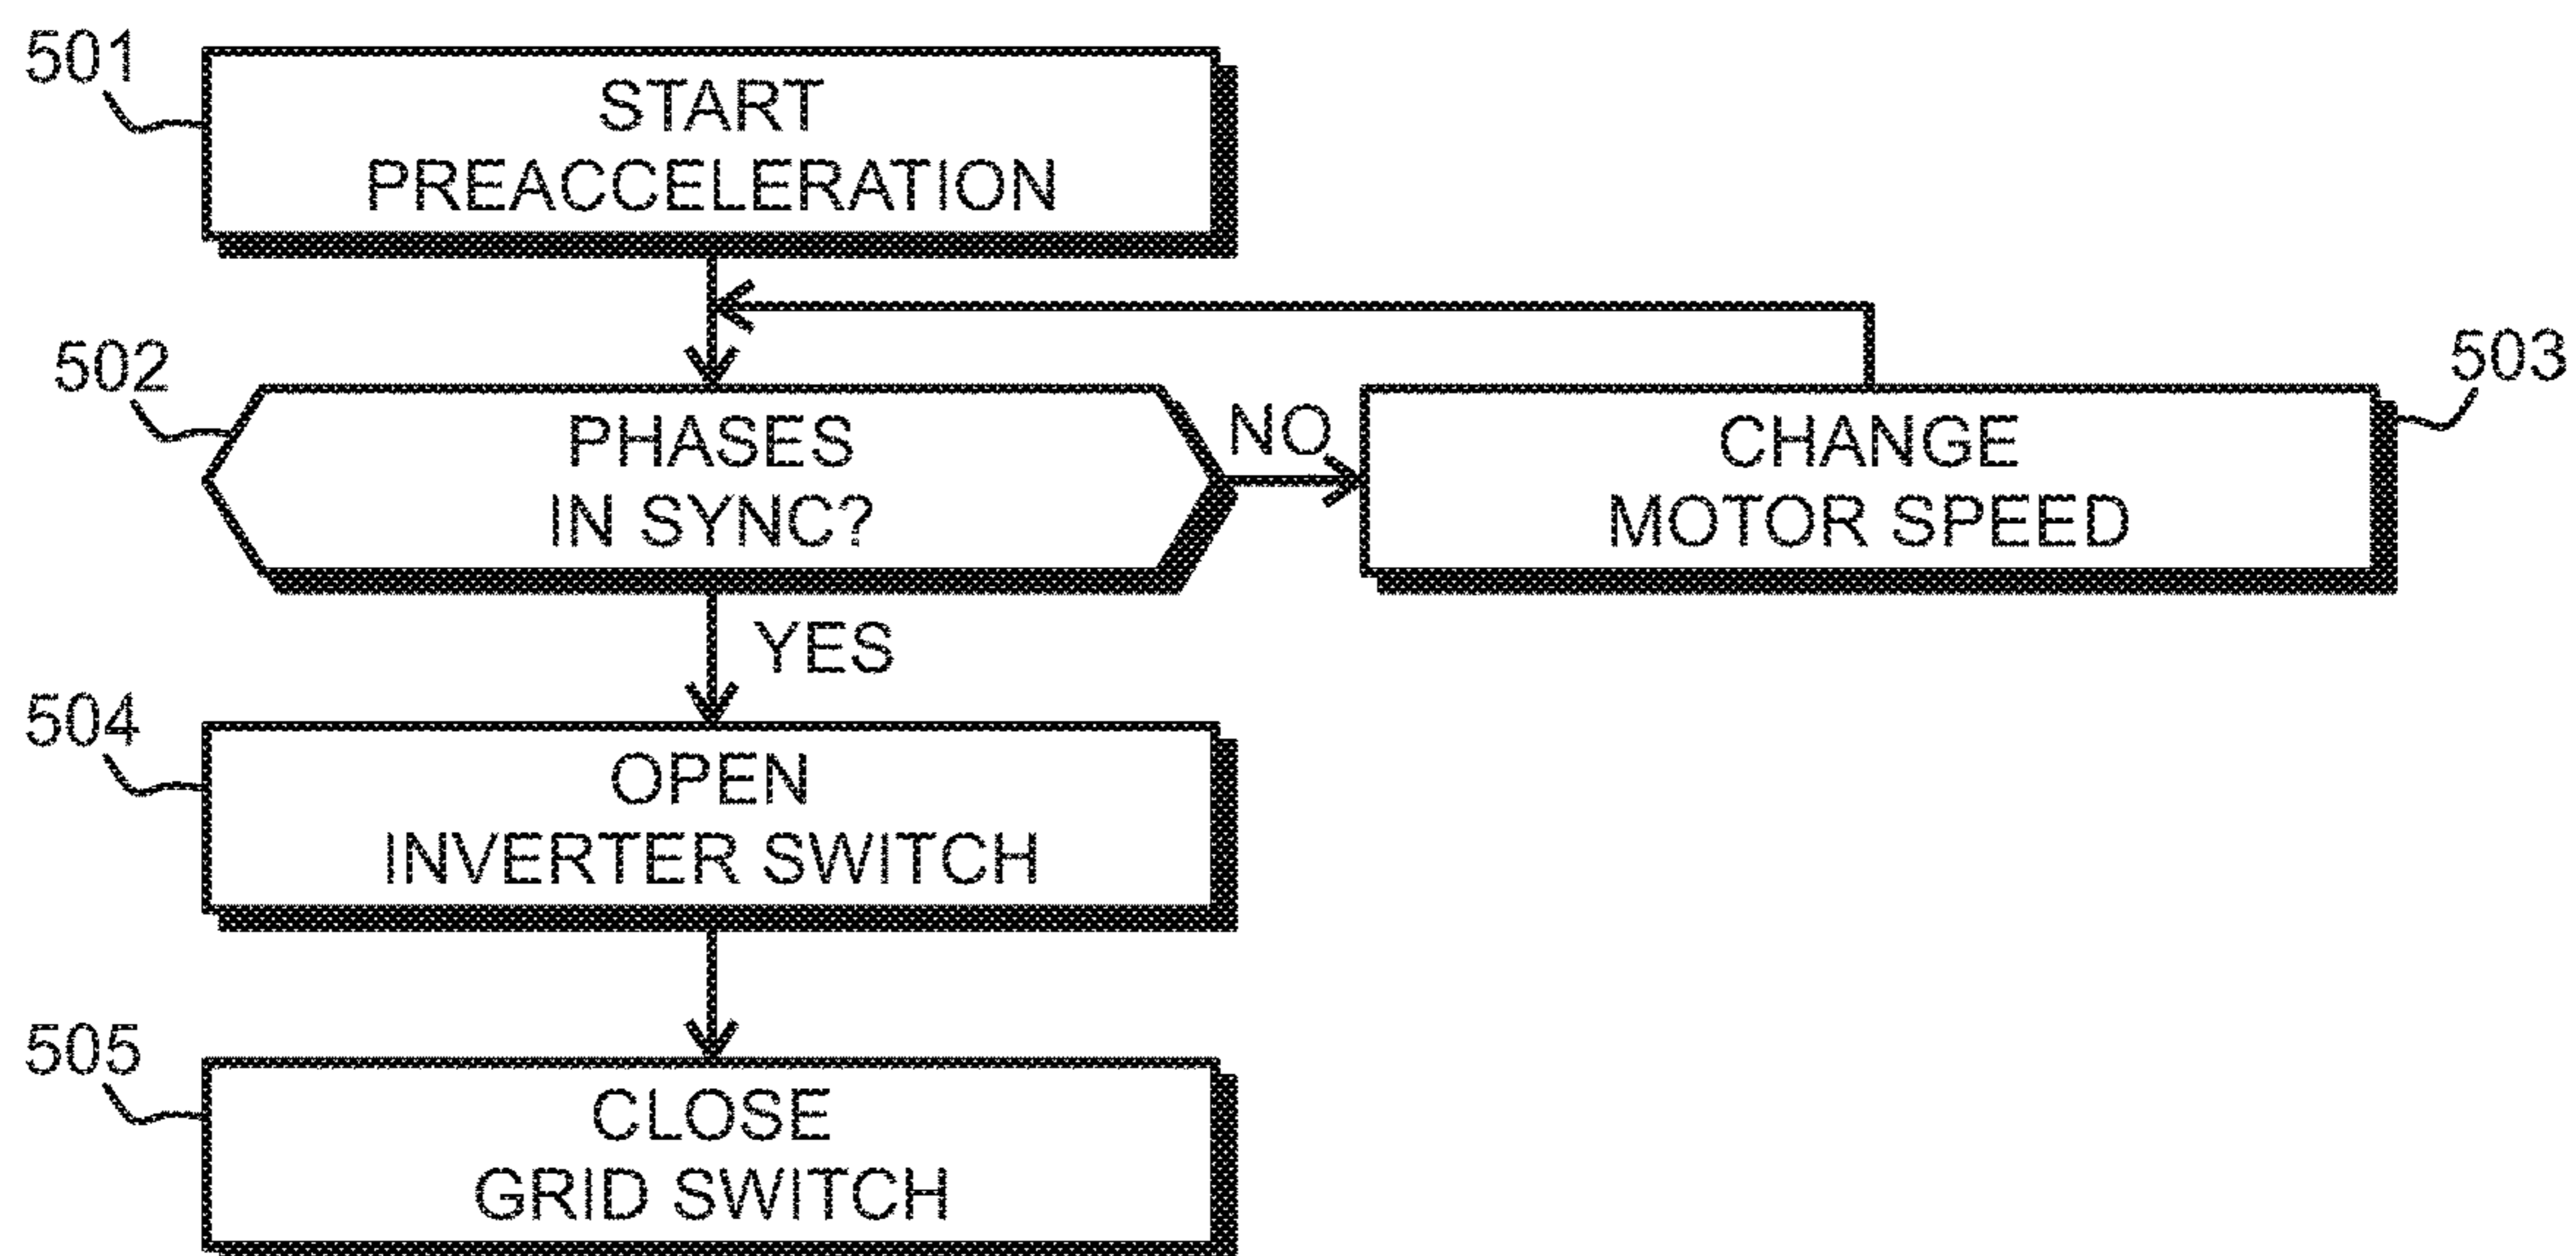 501
START
PREACCELERATION
502
PHASES
IN SYNC?
NO
CHANGE
MOTOR SPEED
503
YES
504
OPEN
INVERTER SWITCH
505
CLOSE
GRID SWITCH